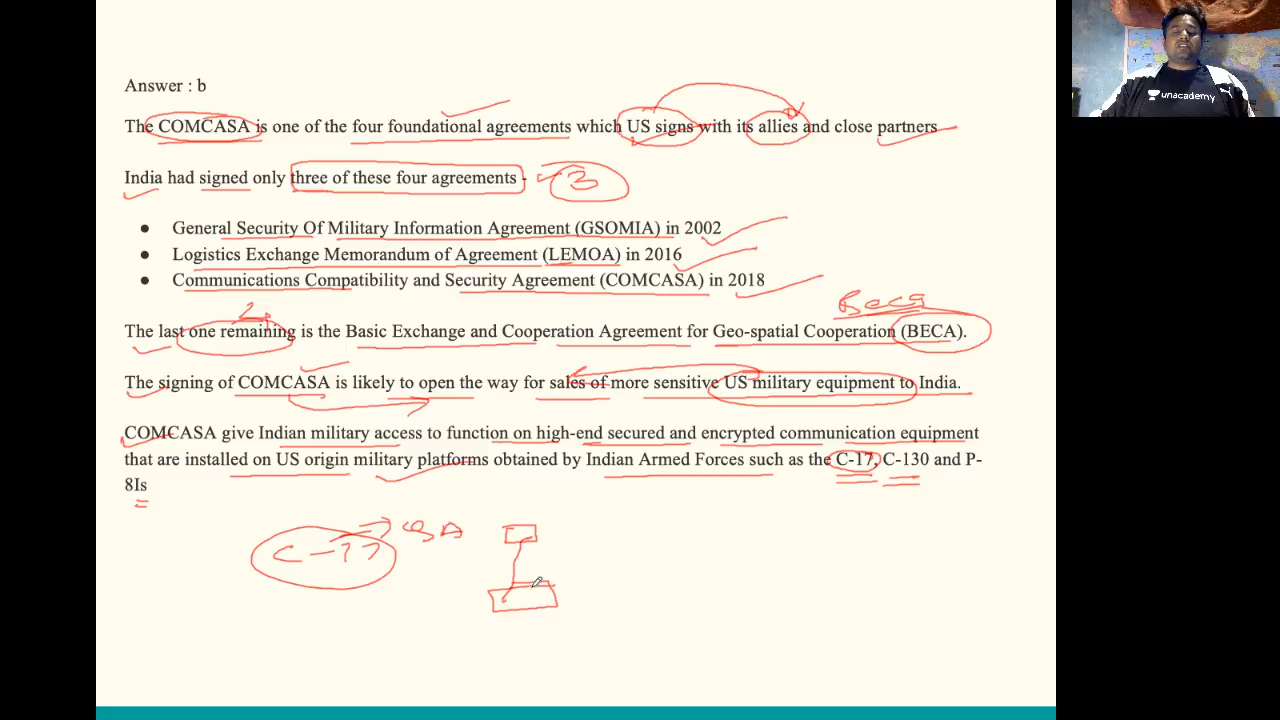 Answer : b
The COMCASA is one of the four foundational agreements which US signs with its allies and close partners
India had signed only three of these four agreements - 3
General Security Of Military Information Agreement (GSOMIA) in 2002
Logistics Exchange Memorandum of Agreement (LEMOA) in 2016
Communications Compatibility and Security Agreement (COMCASA) in 2018
Beca
The last one remaining is the Basic Exchange and Cooperation Agreement for Geo-spatial Cooperation (BECA).
The signing of COMCASA is likely to open the way for sales of more sensitive US military equipment to India.
COMCASA give Indian military access to function on high-end secured and encrypted communication equipment
that are installed on US origin military platforms obtained by Indian Armed Forces such as the C-17, C-130 and P-
8Is
unacademy